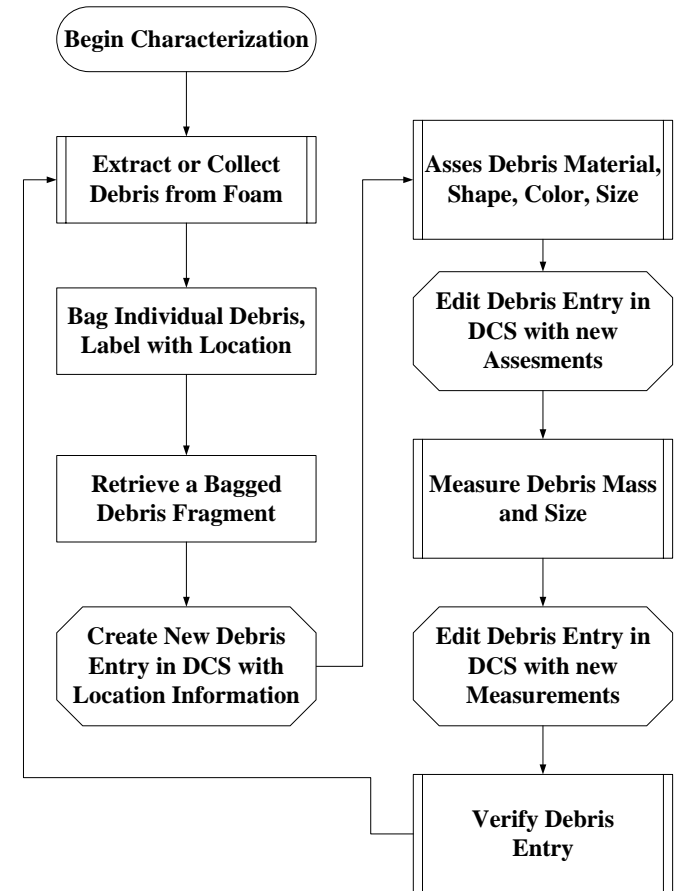 Begin Characterization
Extract or Collect
Debris from Foam
Bag Individual Debris,
Label with Location
Retrieve a Bagged
Debris Fragment
Create New Debris
Entry in DCS with
Location Information
Asses Debris Material,
Shape, Color, Size
Edit Debris Entry in
DCS with new
Assesments
Measure Debris Mass
and Size
Edit Debris Entry in
DCS with new
Measurements
Verify Debris
Entry